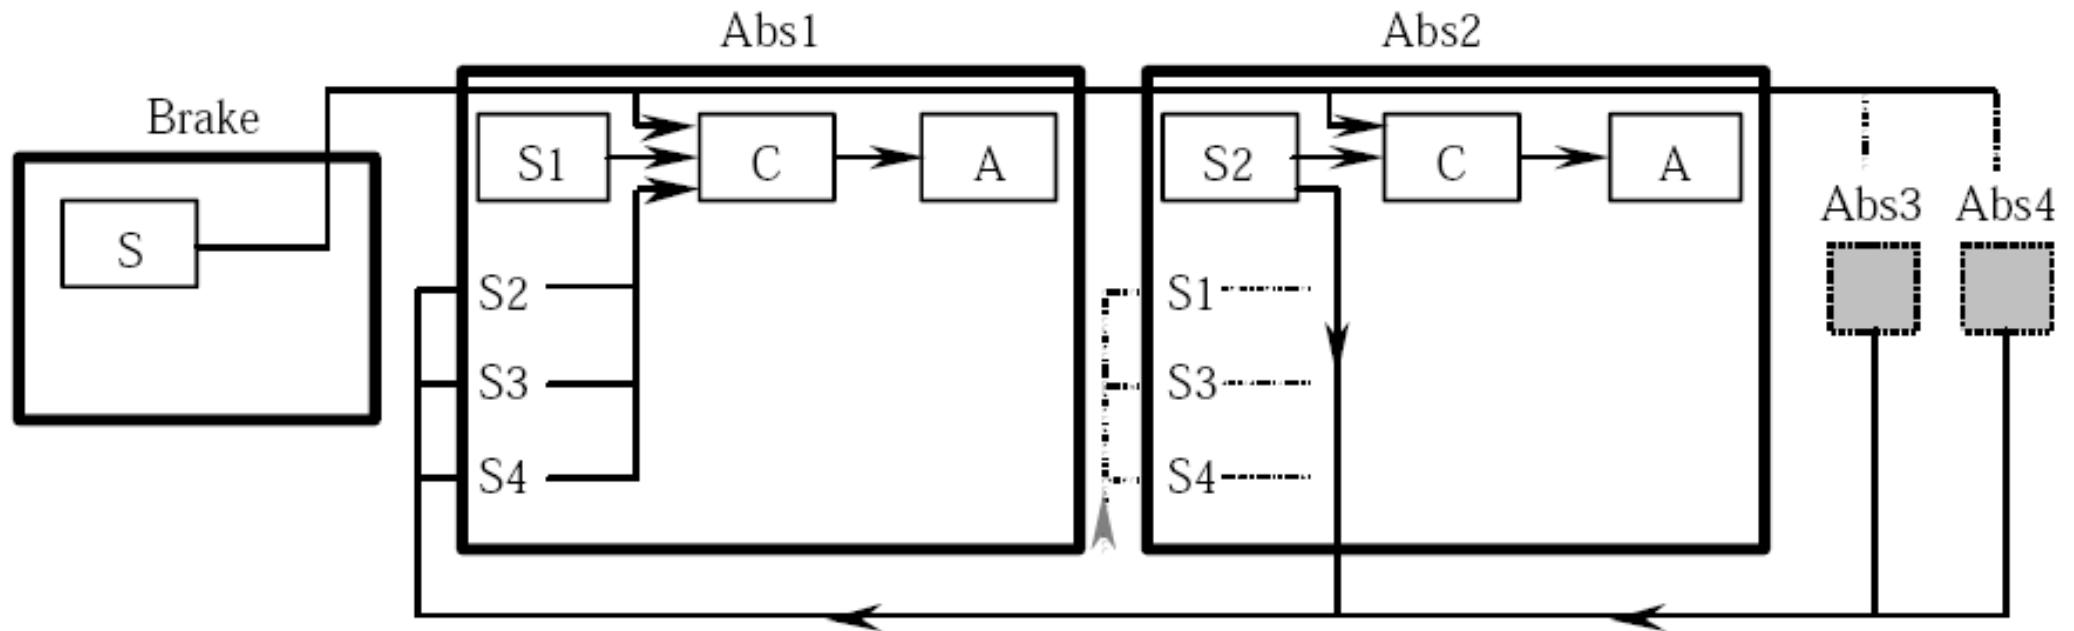 Abs1 Abs2
Brake
S1 C A S2 C A
Abs3 Abs4
S
S2 S1
S3 S3
S4 S4